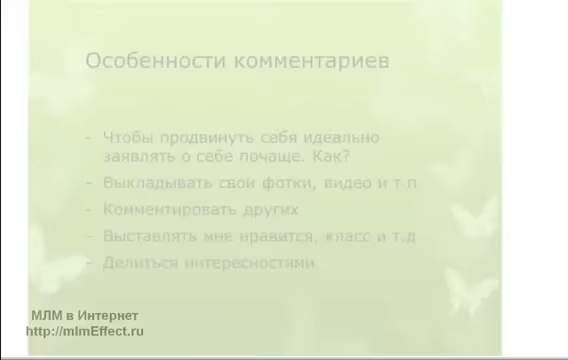 Особенности комментариев
- Чтобы продвинуть себя идеально
заявлять о себе почаще. Как?
- Выкладывать свои фотки, видео и т.п
- Комментировать других
- Выставлять мне нравится, класс и т.д
- Делиться интересностями
МЛМ в Интернет
http://mlmEffect.ru